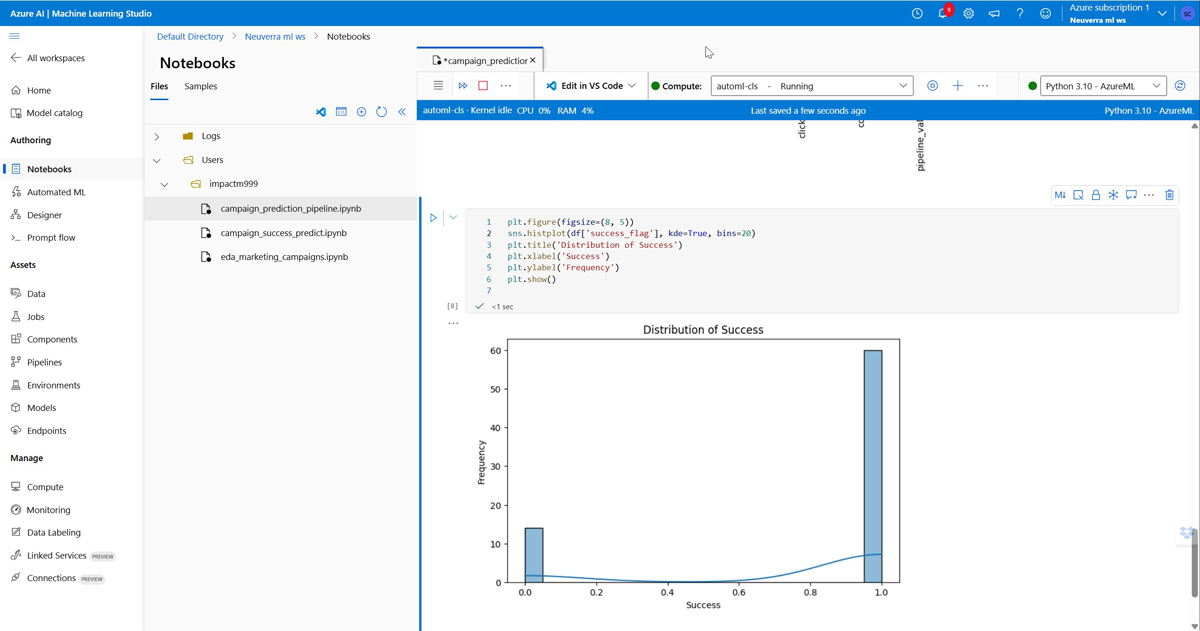 Azure AI | Machine Learning Studio
9
Azure subscription 1
Neuverra ml ws
SC
All workspaces
Home
Model catalog
Authoring
Notebooks
Automated ML
Designer
Prompt flow
Assets
Data
Jobs
Components
Pipelines
Environments
Models
Endpoints
Manage
Compute
Monitoring
Data Labeling
Linked Services PREVIEW
Connections PREVIEW
Default Directory > Neuverra ml ws > Notebooks
Notebooks
Files Samples
Logs
Users
impactm999
campaign_prediction_pipeline.ipynb
campaign_success_predict.ipynb
eda_marketing_campaigns.ipynb
*campaign_prediction
Edit in VS Code
Compute: automl-cls - Running
Python 3.10 - AzureML
automl-cls · Kernel idle CPU 0% RAM 4%
Last saved a few seconds ago
Python 3.10 - AzureML
click
co
pipeline_val
M↓
1 plt.figure(figsize=(8, 5))
2 sns.histplot(df['success_flag'], kde=True, bins=20)
3 plt.title('Distribution of Success')
4 plt.xlabel('Success')
5 plt.ylabel('Frequency')
6 plt.show()
7
[8]
<1 sec
Distribution of Success
60
50
40
30
20
10
0
Frequency
0.0 0.2 0.4 0.6 0.8 1.0
Success